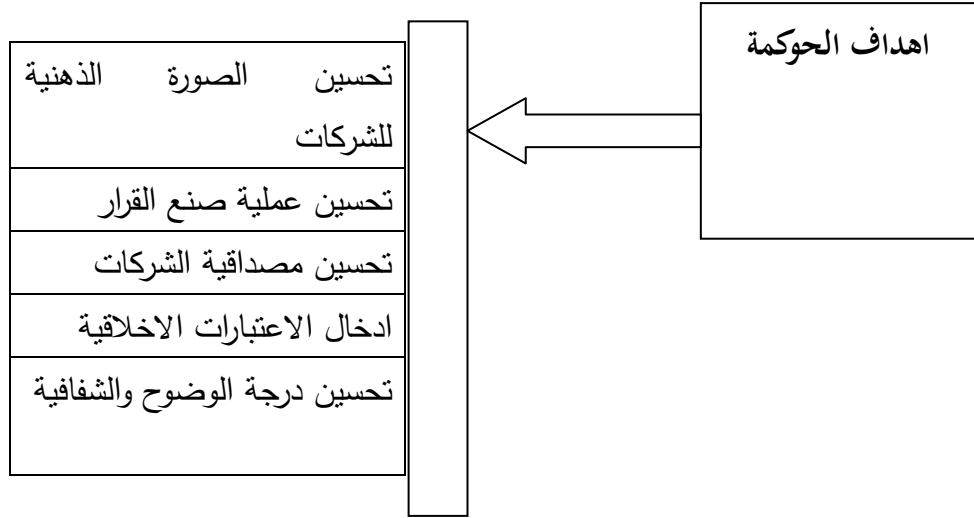 اهداف الحوكمة
تحسين الصورة الذهنية
للشركات
تحسين عملية صنع القرار
تحسين مصداقية الشركات
ادخال الاعتبارات الاخلاقية
تحسين درجة الوضوح والشفافية